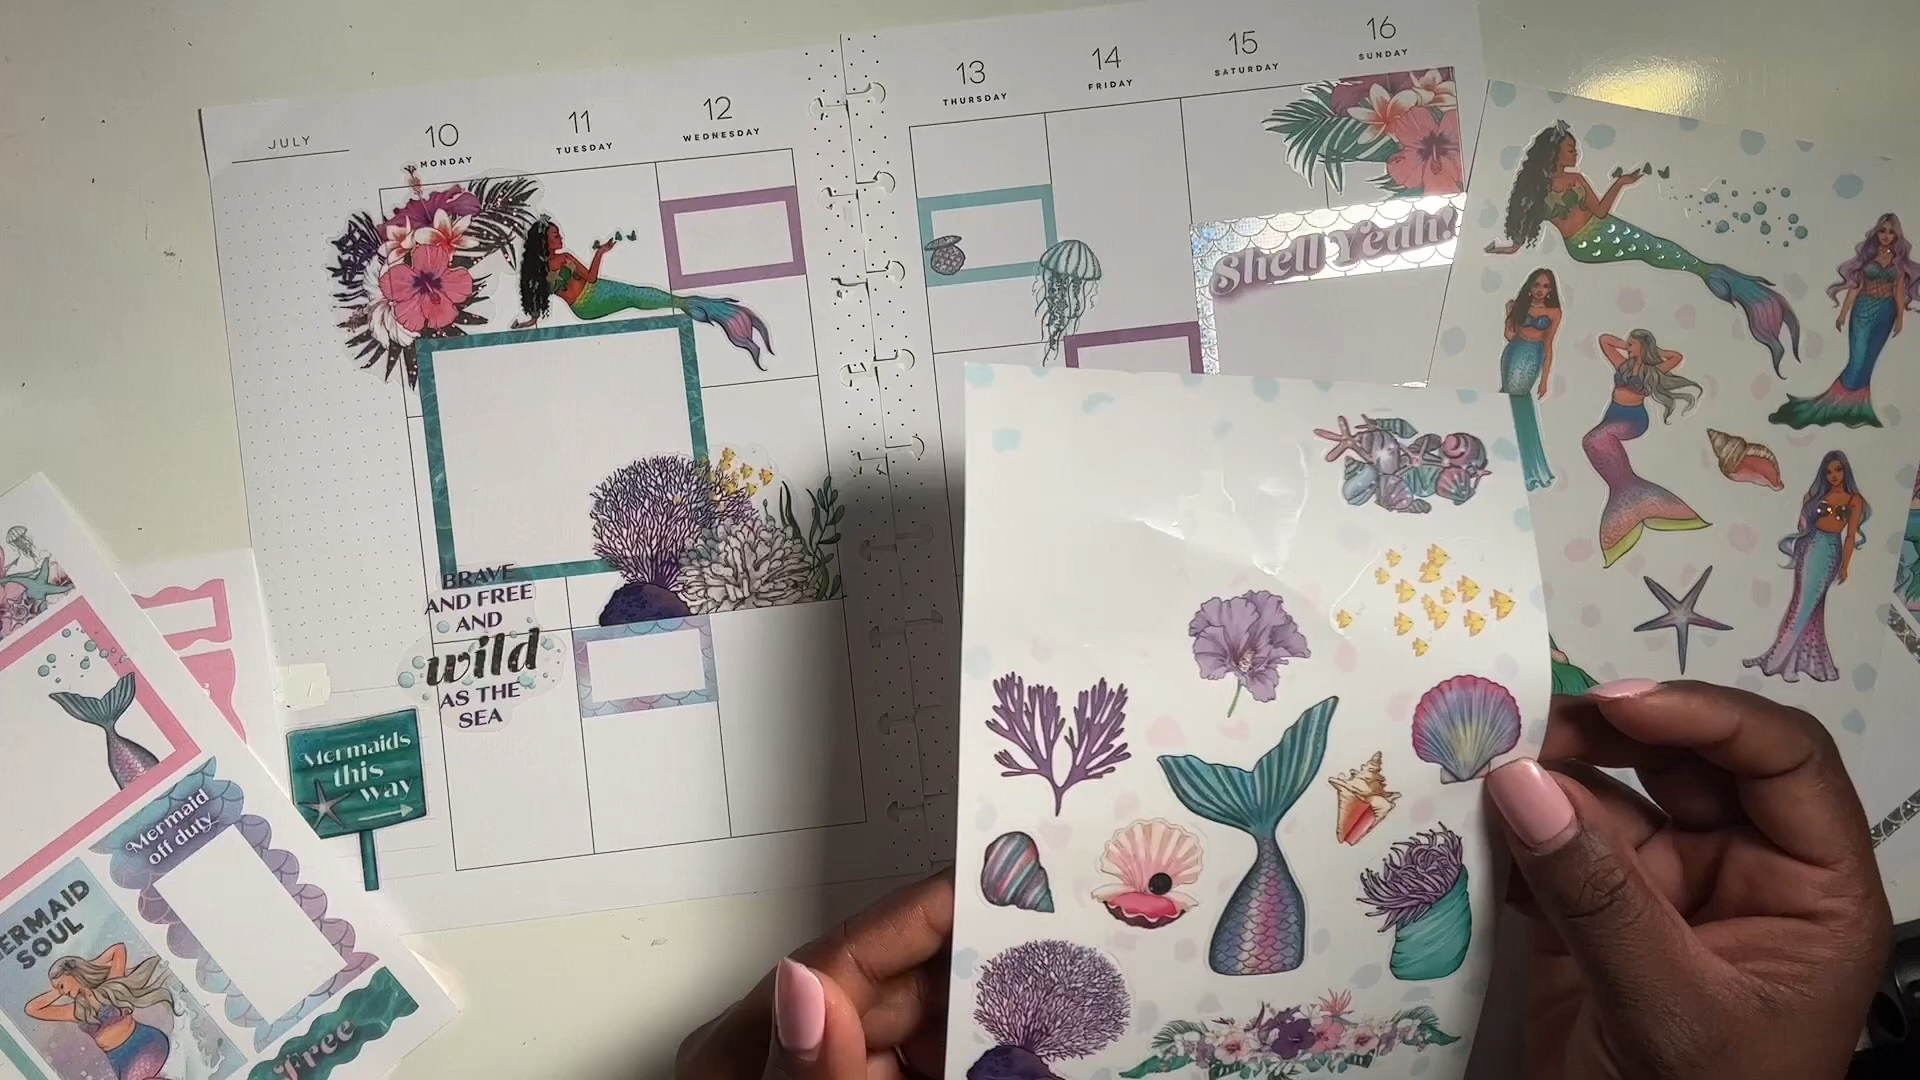 JULY
10
MONDAY
11
TUESDAY
12
WEDNESDAY
13
THURSDAY
14
FRIDAY
15
SATURDAY
16
SUNDAY
Shell Yeah!
BRAVE
AND FREE
AND
wild
AS THE
SEA
Mermaids
this
way
Mermaid
off duty
MERMAID
SOUL
Free